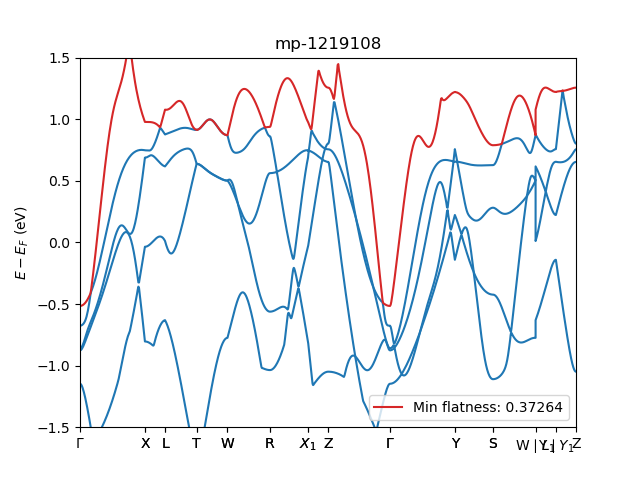 mp-1219108
E − E_F (eV)
1.5
1.0
0.5
0.0
−0.5
−1.0
−1.5
Min flatness: 0.37264
Γ X L T W R X₁ Z Γ Y S W | Y₁ Z